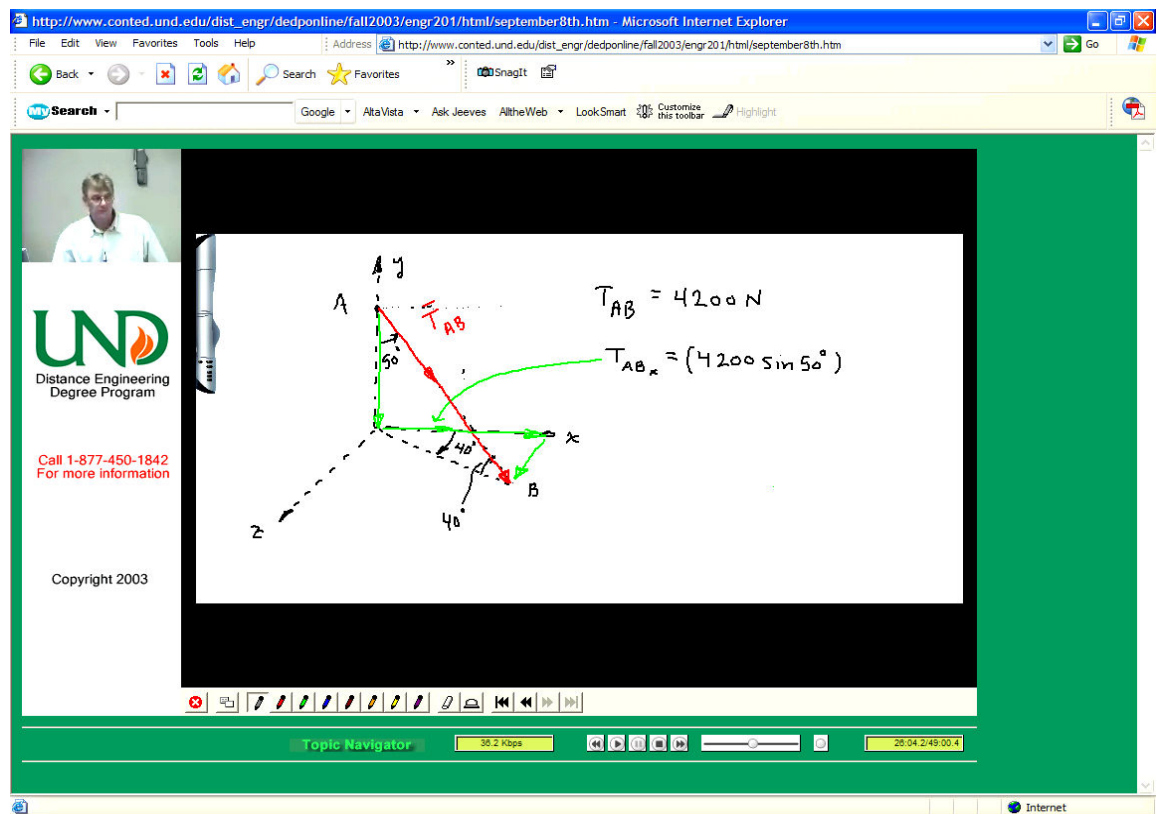 http://www.conted.und.edu/dist_engr/dedponline/fall2003/engr201/html/september8th.htm - Microsoft Internet Explorer
File Edit View Favorites Tools Help Address http://www.conted.und.edu/dist_engr/dedponline/fall2003/engr201/html/september8th.htm Go
Back Search Favorites » SnagIt
My Search Google AltaVista Ask Jeeves AlltheWeb LookSmart Customize this toolbar Highlight
y
A
T_AB
T_AB = 4200 N
50°
T_ABx = (4200 sin 50°)
x
40°
B
40°
z
UND
Distance Engineering
Degree Program
Call 1-877-450-1842
For more information
Copyright 2003
Topic Navigator 36.2 Kbps 26:04.2/49:00.4
Internet